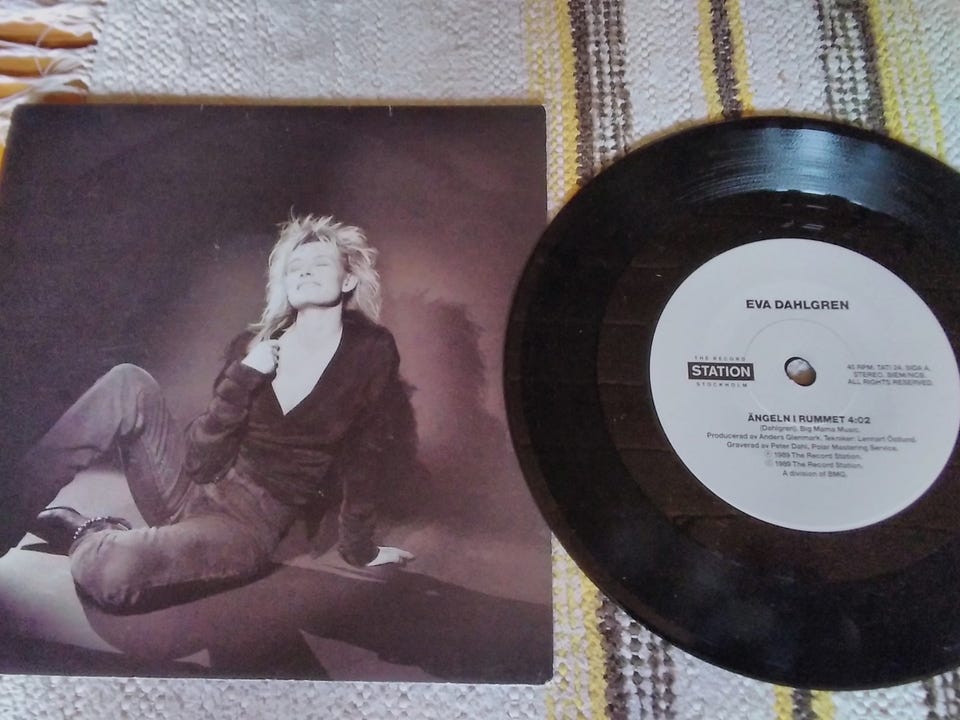 EVA DAHLGREN
THE RECORD
STATION
STOCKHOLM
45 RPM. TATI 24. SIDA A.
STEREO. BIEM/NCB.
ALL RIGHTS RESERVED.
ÄNGELN I RUMMET 4:02
(Dahlgren). Big Mama Music.
Producerad av Anders Glenmark. Tekniker: Lennart Östlund.
Graverad av Peter Dahl, Polar Mastering Service.
Ⓟ 1989 The Record Station.
© 1989 The Record Station.
A division of BMG.